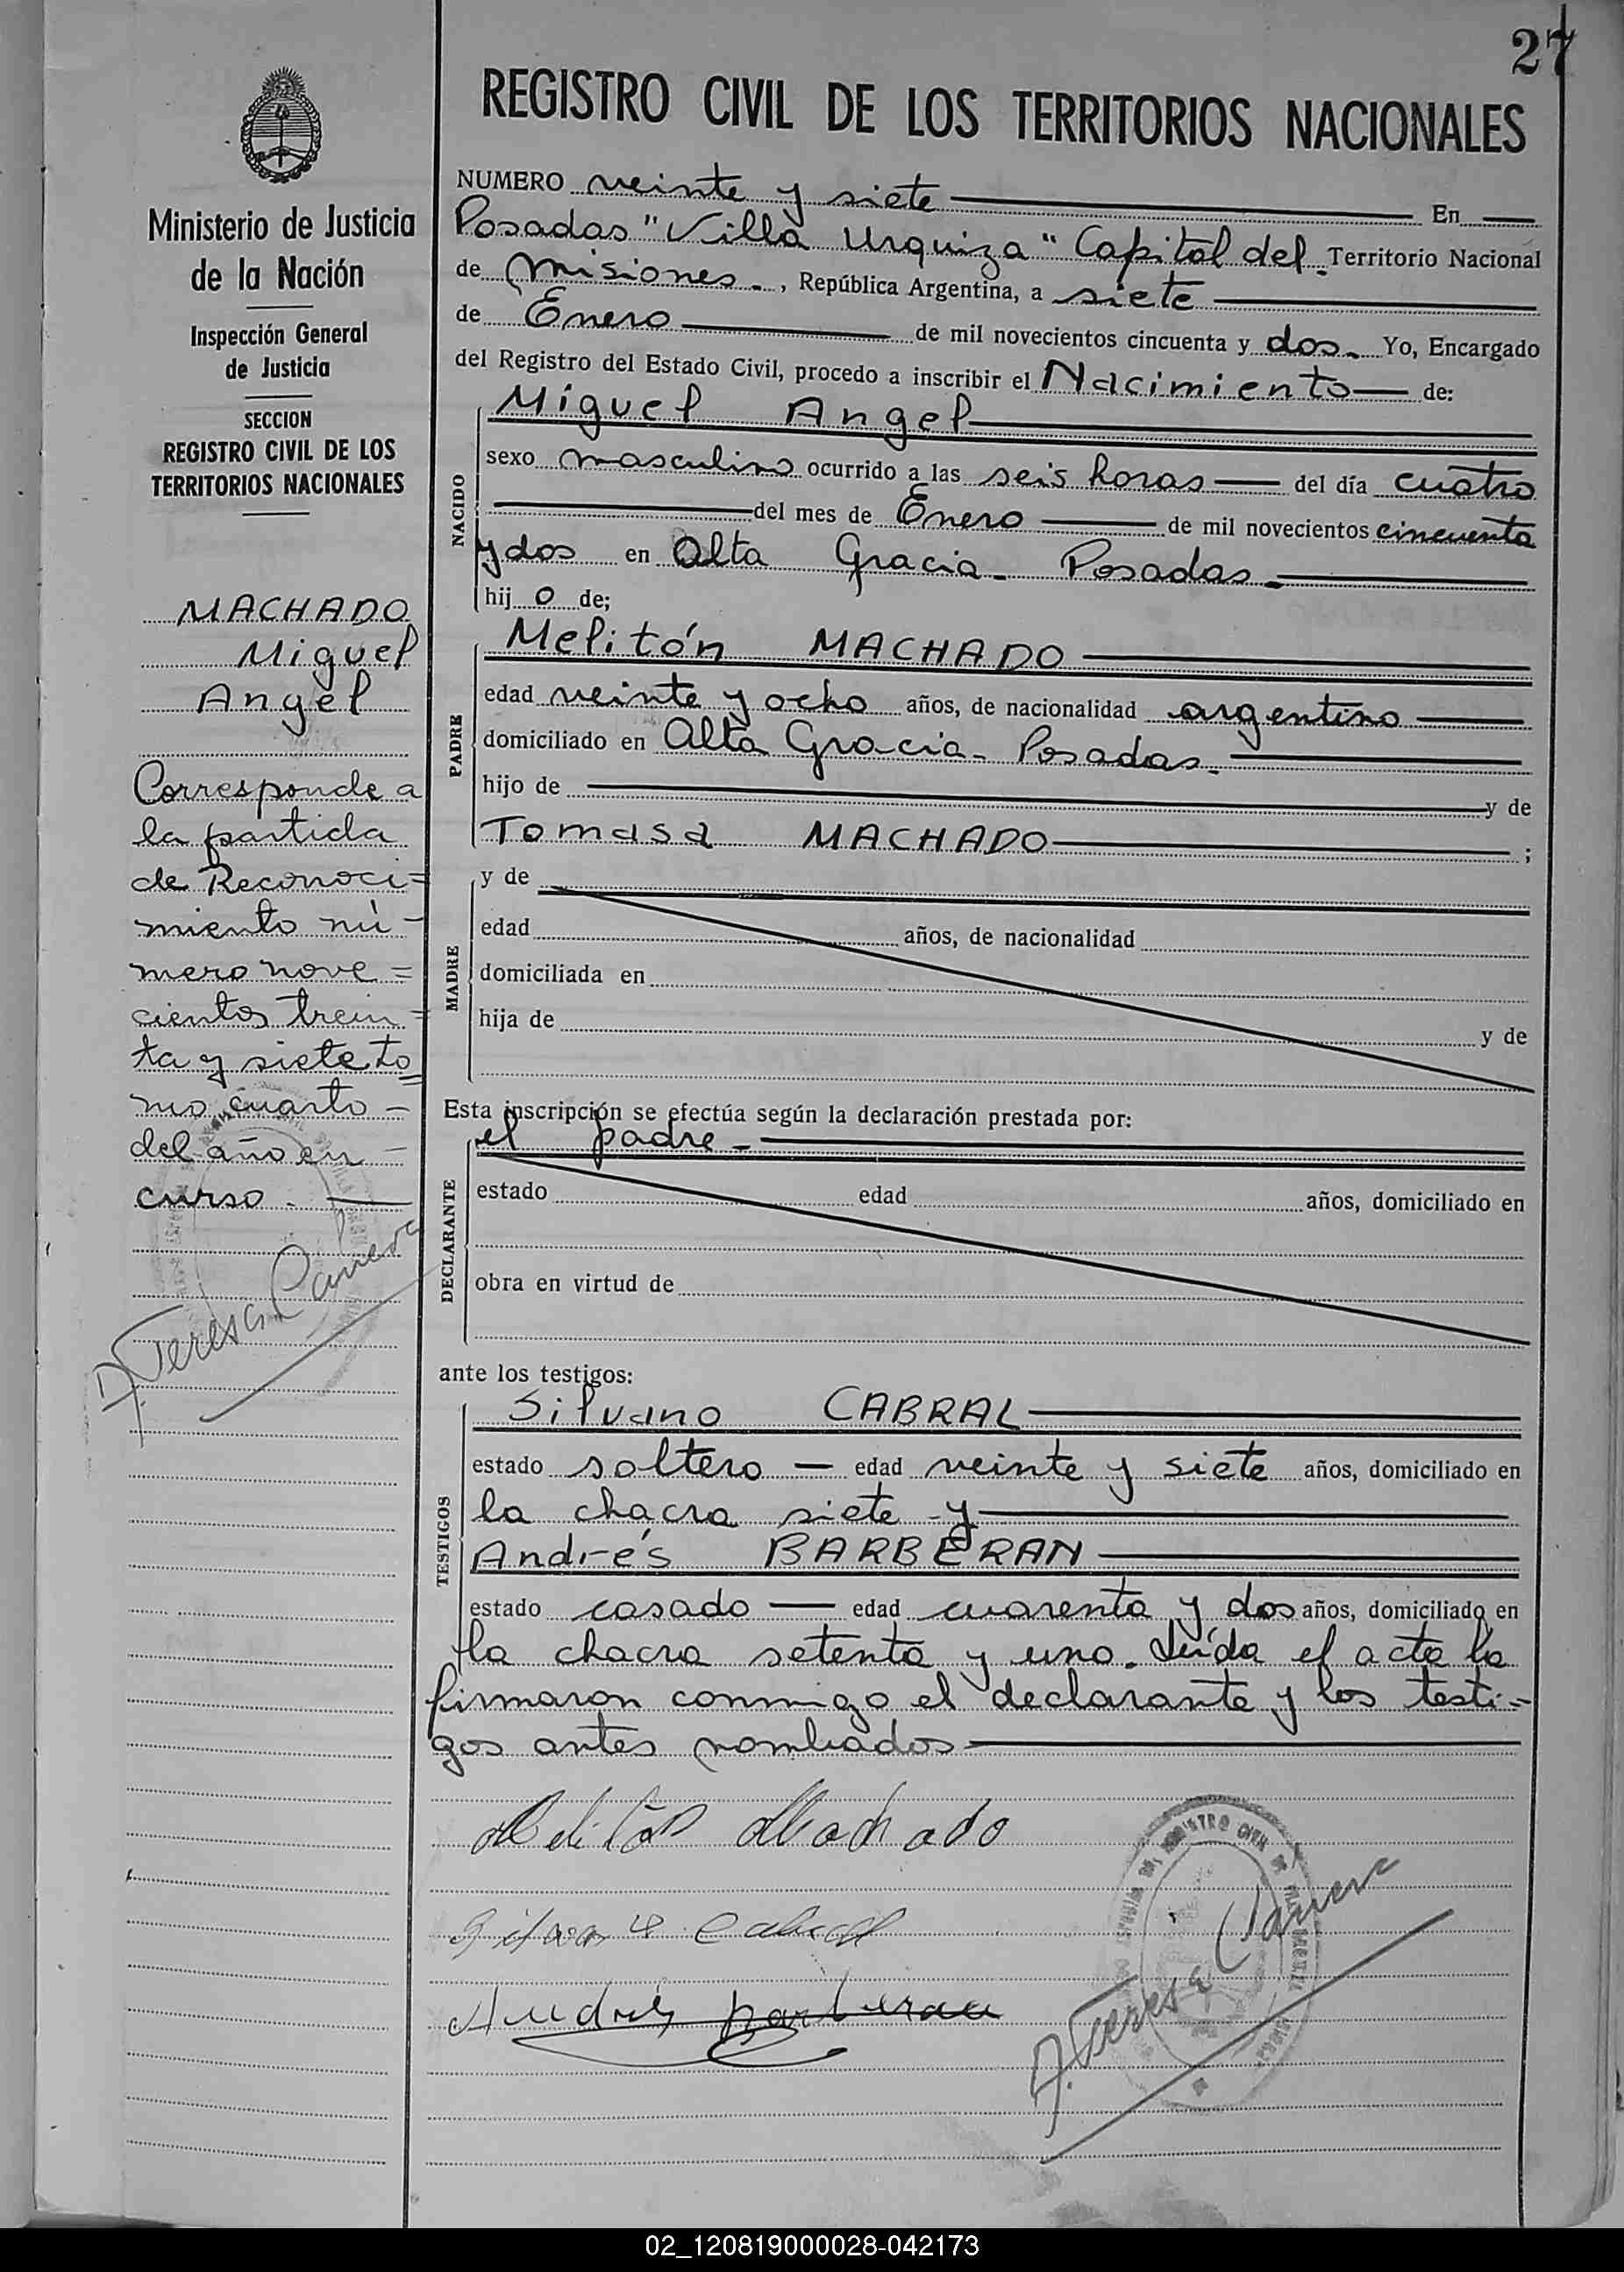 27
REGISTRO CIVIL DE LOS TERRITORIOS NACIONALES
Ministerio de Justicia
de la Nación
Inspección General
de Justicia
SECCION
REGISTRO CIVIL DE LOS
TERRITORIOS NACIONALES
MACHADO
Miguel
Angel
Corresponde a
la partida
de Reconoci=
miento nú-
mero nove=
cientos trein=
ta y siete to=
mo cuarto -
del año en -
curso. -
NUMERO veinte y siete En
Posadas "Villa Urquiza" Capital del Territorio Nacional
de Misiones., República Argentina, a siete
de Enero de mil novecientos cincuenta y dos. Yo, Encargado
del Registro del Estado Civil, procedo a inscribir el Nacimiento de:
NACIDO
Miguel Angel
sexo masculino ocurrido a las seis horas del día cuatro
del mes de Enero de mil novecientos cincuenta
y dos en Alta Gracia - Posadas.
hijo de;
PADRE
Melitón MACHADO
edad veinte y ocho años, de nacionalidad argentino
domiciliado en Alta Gracia - Posadas.
hijo de y de
Tomasa MACHADO ;
MADRE
y de
edad años, de nacionalidad
domiciliada en
hija de y de
Esta inscripción se efectúa según la declaración prestada por:
DECLARANTE
el padre -
estado edad años, domiciliado en
obra en virtud de
ante los testigos:
TESTIGOS
Silvano CABRAL
estado soltero - edad veinte y siete años, domiciliado en
la chacra siete y
Andrés BARBERAN
estado casado - edad cuarenta y dos años, domiciliado en
la chacra setenta y uno. Leída el acta la
firmaron conmigo el declarante y los testi=
gos antes nombrados
Melitón Machado
Silvano Cabral
Andrés Barberan
02_120819000028-042173